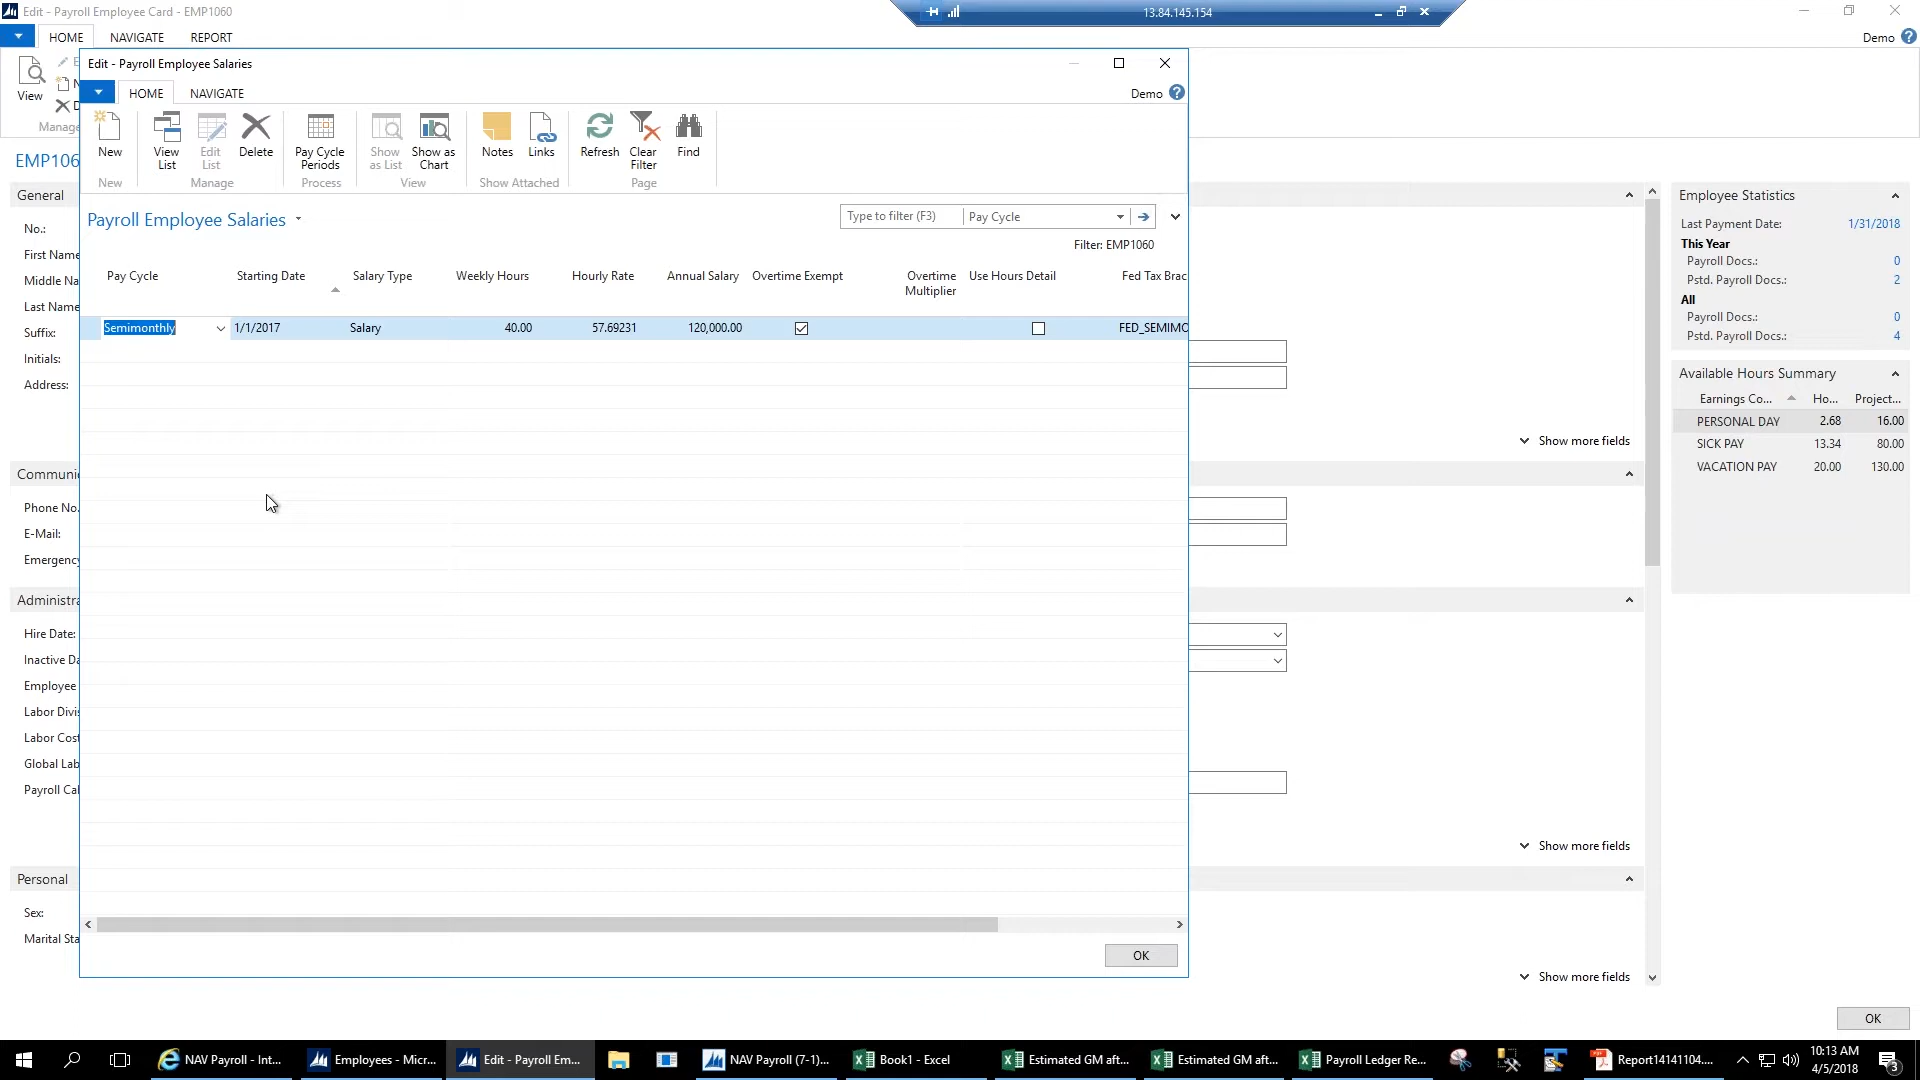 Edit - Payroll Employee Card - EMP1060
13.84.145.154
HOME NAVIGATE REPORT
Demo
View
Manage
EMP106
General
No.:
First Name
Middle Na
Last Name
Suffix:
Initials:
Address:
Communi
Phone No.
E-Mail:
Emergency
Administra
Hire Date:
Inactive Da
Employee
Labor Divi
Labor Cost
Global Lab
Payroll Cal
Personal
Sex:
Marital Sta
Edit - Payroll Employee Salaries
HOME NAVIGATE
Demo
New
View List
Edit List
Delete
Pay Cycle Periods
Show as List
Show as Chart
Notes
Links
Refresh
Clear Filter
Find
New Manage Process View Show Attached Page
Payroll Employee Salaries
Type to filter (F3) Pay Cycle
Filter: EMP1060
Pay Cycle Starting Date Salary Type Weekly Hours Hourly Rate Annual Salary Overtime Exempt Overtime Multiplier Use Hours Detail Fed Tax Brac
Semimonthly 1/1/2017 Salary 40.00 57.69231 120,000.00 FED_SEMIMO
OK
Show more fields
Show more fields
Show more fields
Employee Statistics
Last Payment Date: 1/31/2018
This Year
Payroll Docs.: 0
Pstd. Payroll Docs.: 2
All
Payroll Docs.: 0
Pstd. Payroll Docs.: 4
Available Hours Summary
Earnings Co... Ho... Project...
PERSONAL DAY 2.68 16.00
SICK PAY 13.34 80.00
VACATION PAY 20.00 130.00
OK
NAV Payroll - Int...
Employees - Micr...
Edit - Payroll Em...
NAV Payroll (7-1)...
Book1 - Excel
Estimated GM aft...
Estimated GM aft...
Payroll Ledger Re...
Report14141104....
10:13 AM
4/5/2018
3